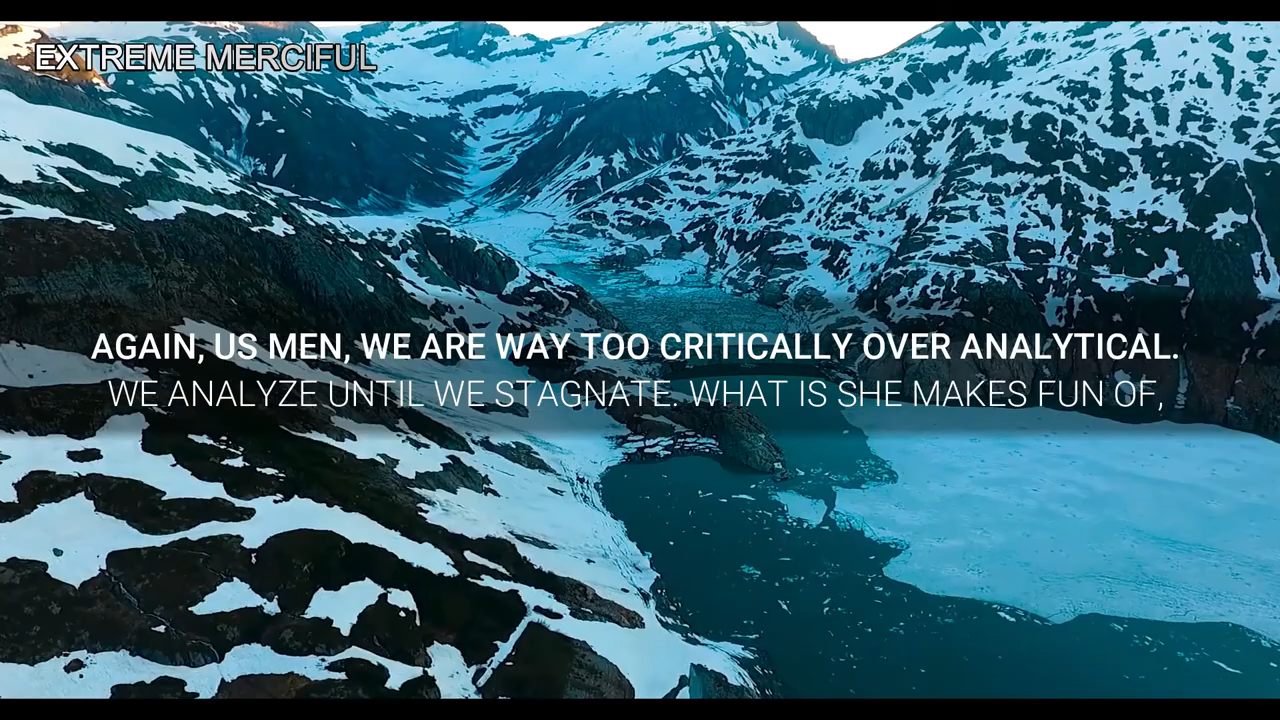 EXTREME MERCIFUL
AGAIN, US MEN, WE ARE WAY TOO CRITICALLY OVER ANALYTICAL.
WE ANALYZE UNTIL WE STAGNATE. WHAT IS SHE MAKES FUN OF,